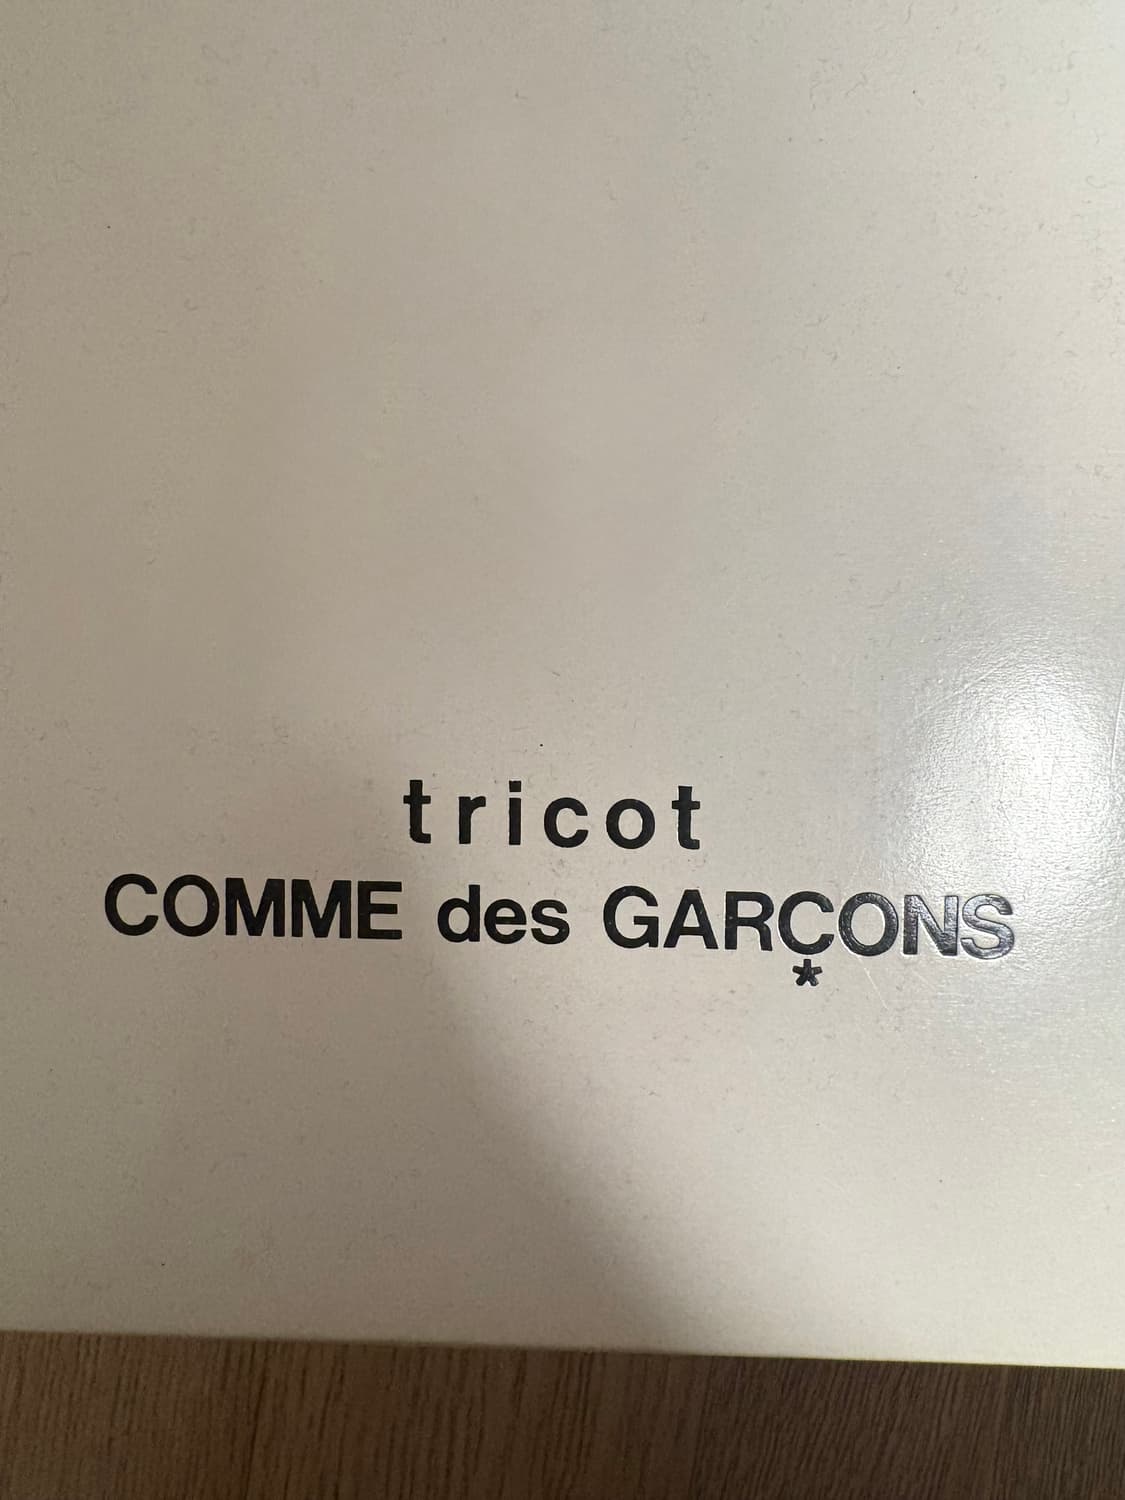 tricot
COMME des GARÇONS
*